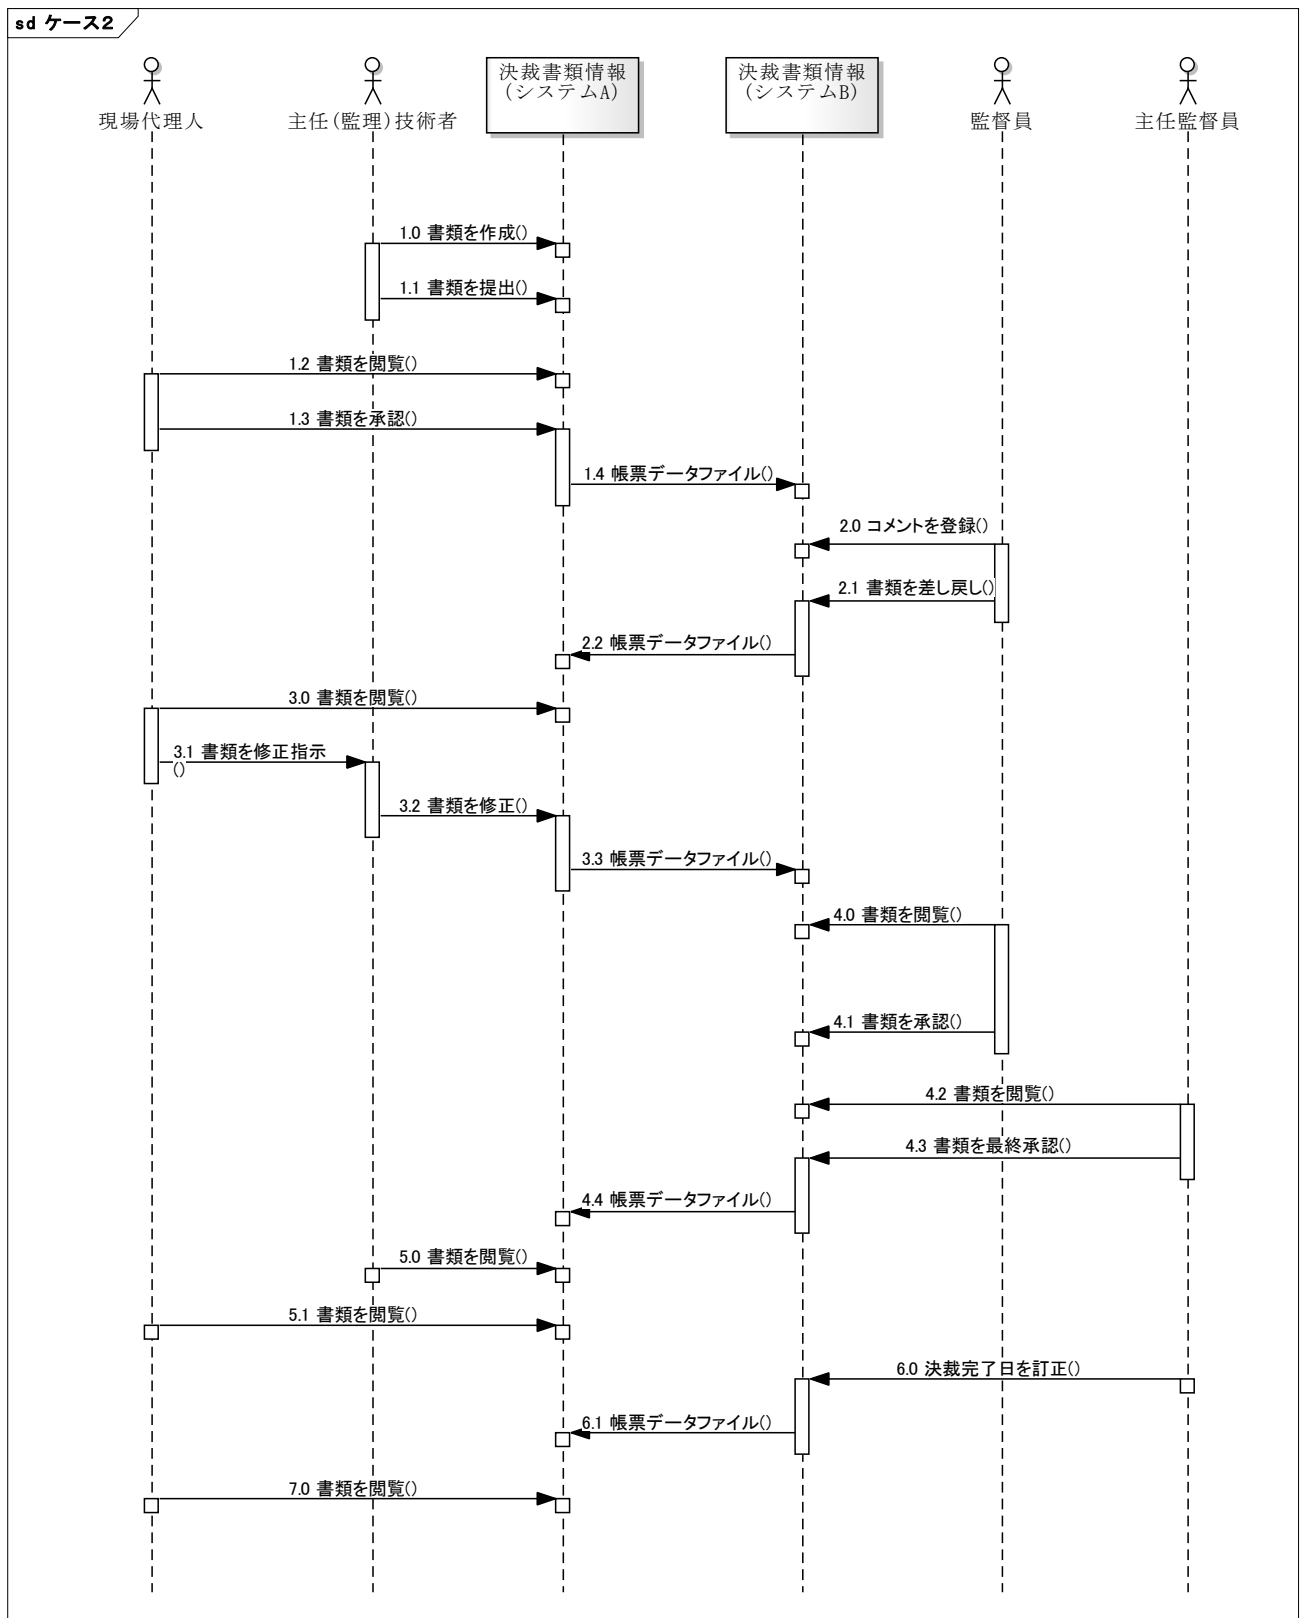 sd ケース2
現場代理人
主任(監理)技術者
決裁書類情報
(システムA)
決裁書類情報
(システムB)
監督員
主任監督員
1.0 書類を作成()
1.1 書類を提出()
1.2 書類を閲覧()
1.3 書類を承認()
1.4 帳票データファイル()
2.0 コメントを登録()
2.1 書類を差し戻し()
2.2 帳票データファイル()
3.0 書類を閲覧()
3.1 書類を修正指示
()
3.2 書類を修正()
3.3 帳票データファイル()
4.0 書類を閲覧()
4.1 書類を承認()
4.2 書類を閲覧()
4.3 書類を最終承認()
4.4 帳票データファイル()
5.0 書類を閲覧()
5.1 書類を閲覧()
6.0 決裁完了日を訂正()
6.1 帳票データファイル()
7.0 書類を閲覧()